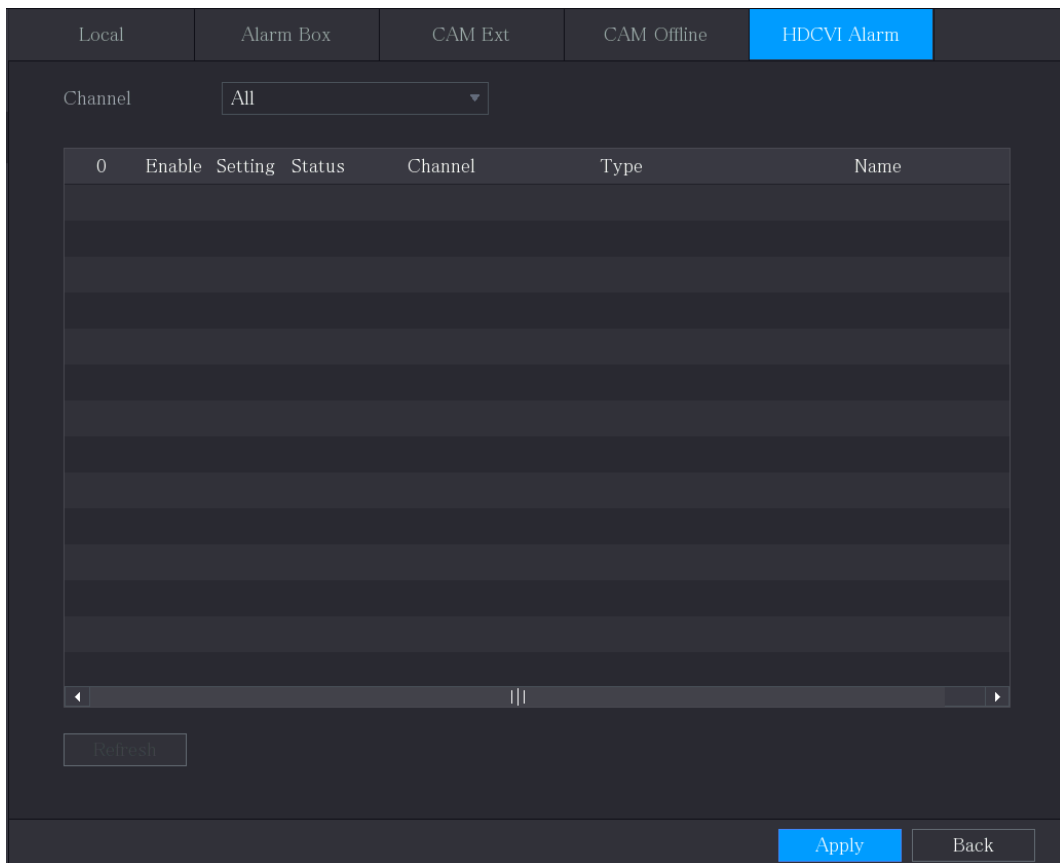 Local Alarm Box CAM Ext CAM Offline HDCVI Alarm
Channel All
0 Enable Setting Status Channel Type Name
Refresh
Apply Back